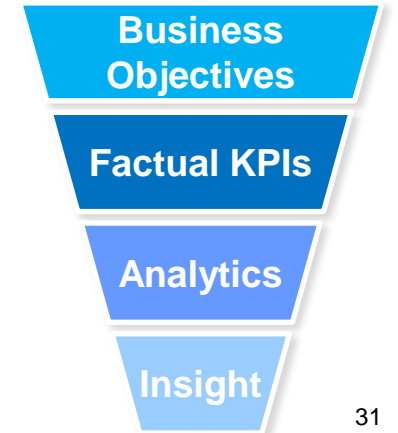 Business
Objectives
Factual KPIs
Analytics
Insight
31